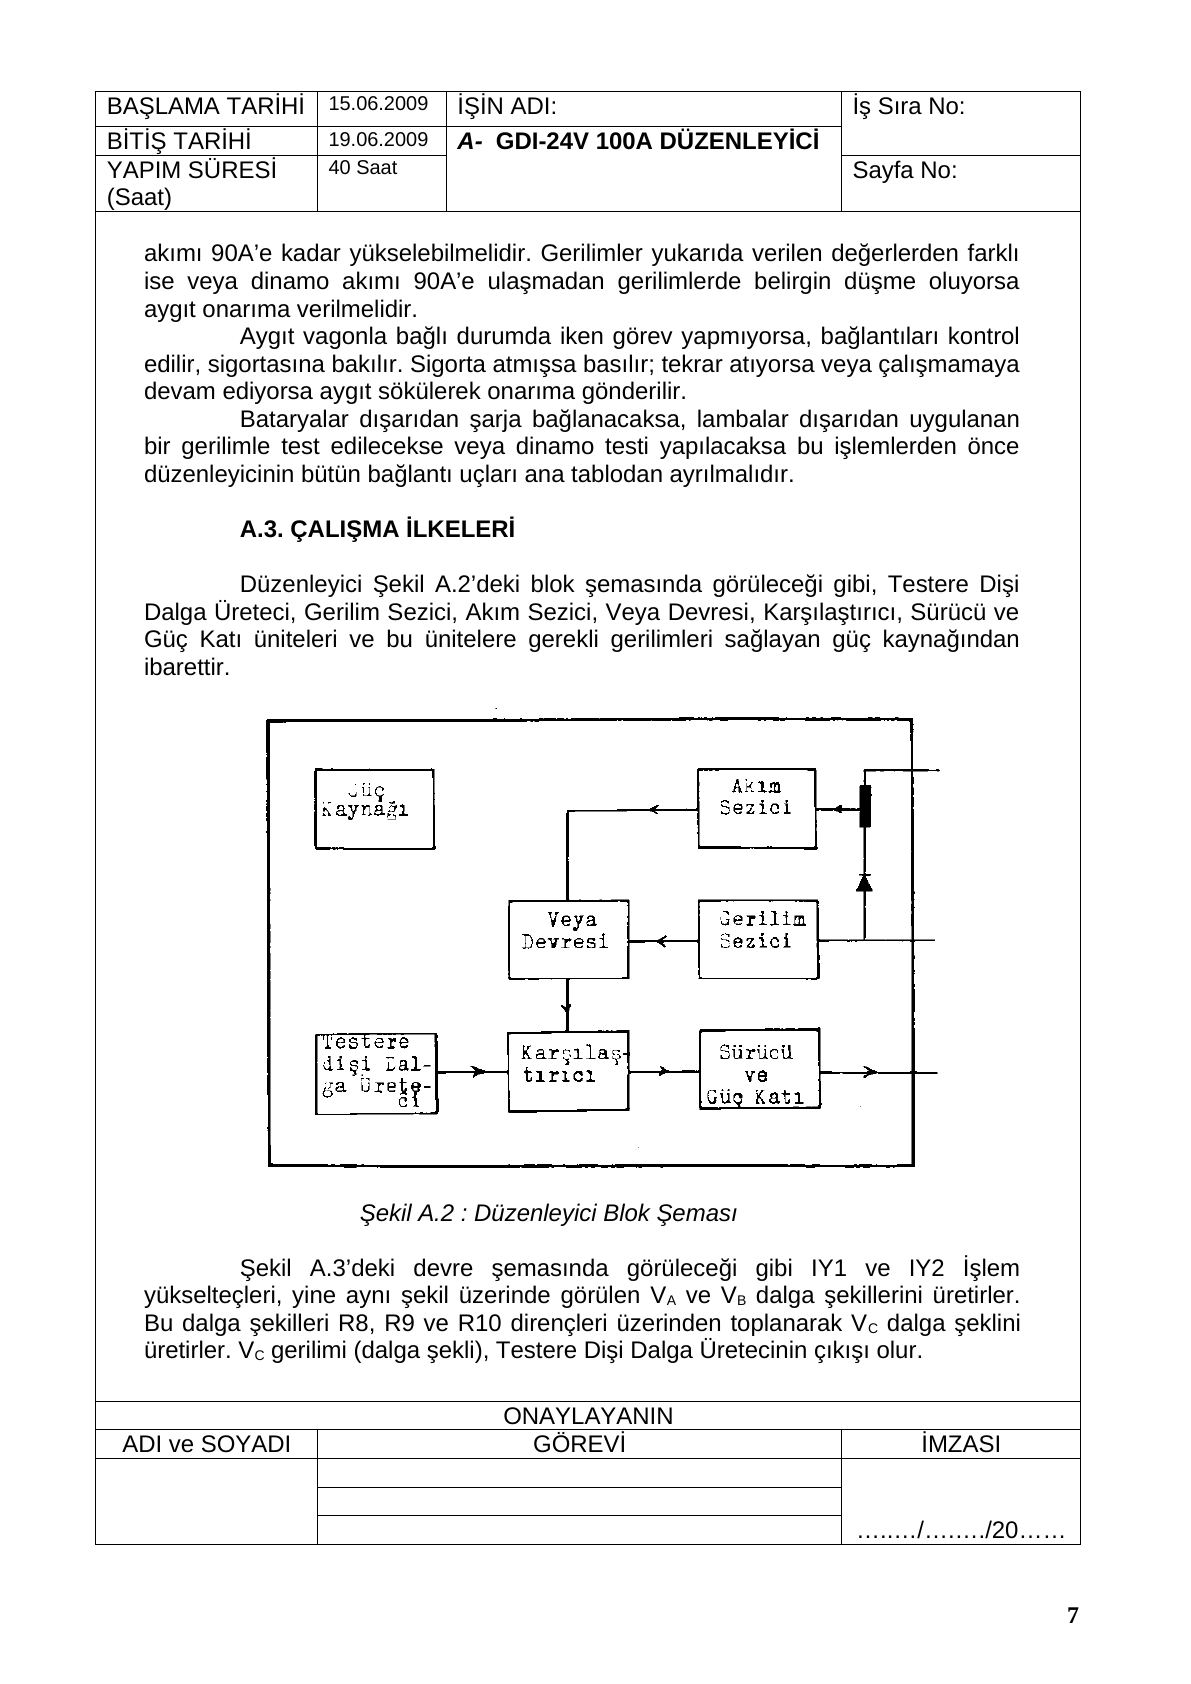 BAŞLAMA TARİHİ 15.06.2009 İŞİN ADI: İş Sıra No:
BİTİŞ TARİHİ 19.06.2009 A- GDI-24V 100A DÜZENLEYİCİ
YAPIM SÜRESİ 40 Saat Sayfa No:
(Saat)
akımı 90A’e kadar yükselebilmelidir. Gerilimler yukarıda verilen değerlerden farklı
ise veya dinamo akımı 90A’e ulaşmadan gerilimlerde belirgin düşme oluyorsa
aygıt onarıma verilmelidir.
Aygıt vagonla bağlı durumda iken görev yapmıyorsa, bağlantıları kontrol
edilir, sigortasına bakılır. Sigorta atmışsa basılır; tekrar atıyorsa veya çalışmamaya
devam ediyorsa aygıt sökülerek onarıma gönderilir.
Bataryalar dışarıdan şarja bağlanacaksa, lambalar dışarıdan uygulanan
bir gerilimle test edilecekse veya dinamo testi yapılacaksa bu işlemlerden önce
düzenleyicinin bütün bağlantı uçları ana tablodan ayrılmalıdır.
A.3. ÇALIŞMA İLKELERİ
Düzenleyici Şekil A.2’deki blok şemasında görüleceği gibi, Testere Dişi
Dalga Üreteci, Gerilim Sezici, Akım Sezici, Veya Devresi, Karşılaştırıcı, Sürücü ve
Güç Katı üniteleri ve bu ünitelere gerekli gerilimleri sağlayan güç kaynağından
ibarettir.
Güç
Kaynağı
Akım
Sezici
Veya
Devresi
Gerilim
Sezici
Testere
dişi Dal-
ga Ürete-
ci
Karşılaş-
tırıcı
Sürücü
ve
Güç Katı
Şekil A.2 : Düzenleyici Blok Şeması
Şekil A.3’deki devre şemasında görüleceği gibi IY1 ve IY2 İşlem
yükselteçleri, yine aynı şekil üzerinde görülen VA ve VB dalga şekillerini üretirler.
Bu dalga şekilleri R8, R9 ve R10 dirençleri üzerinden toplanarak VC dalga şeklini
üretirler. VC gerilimi (dalga şekli), Testere Dişi Dalga Üretecinin çıkışı olur.
ONAYLAYANIN
ADI ve SOYADI GÖREVİ İMZASI
…..…/…..…/20……
7